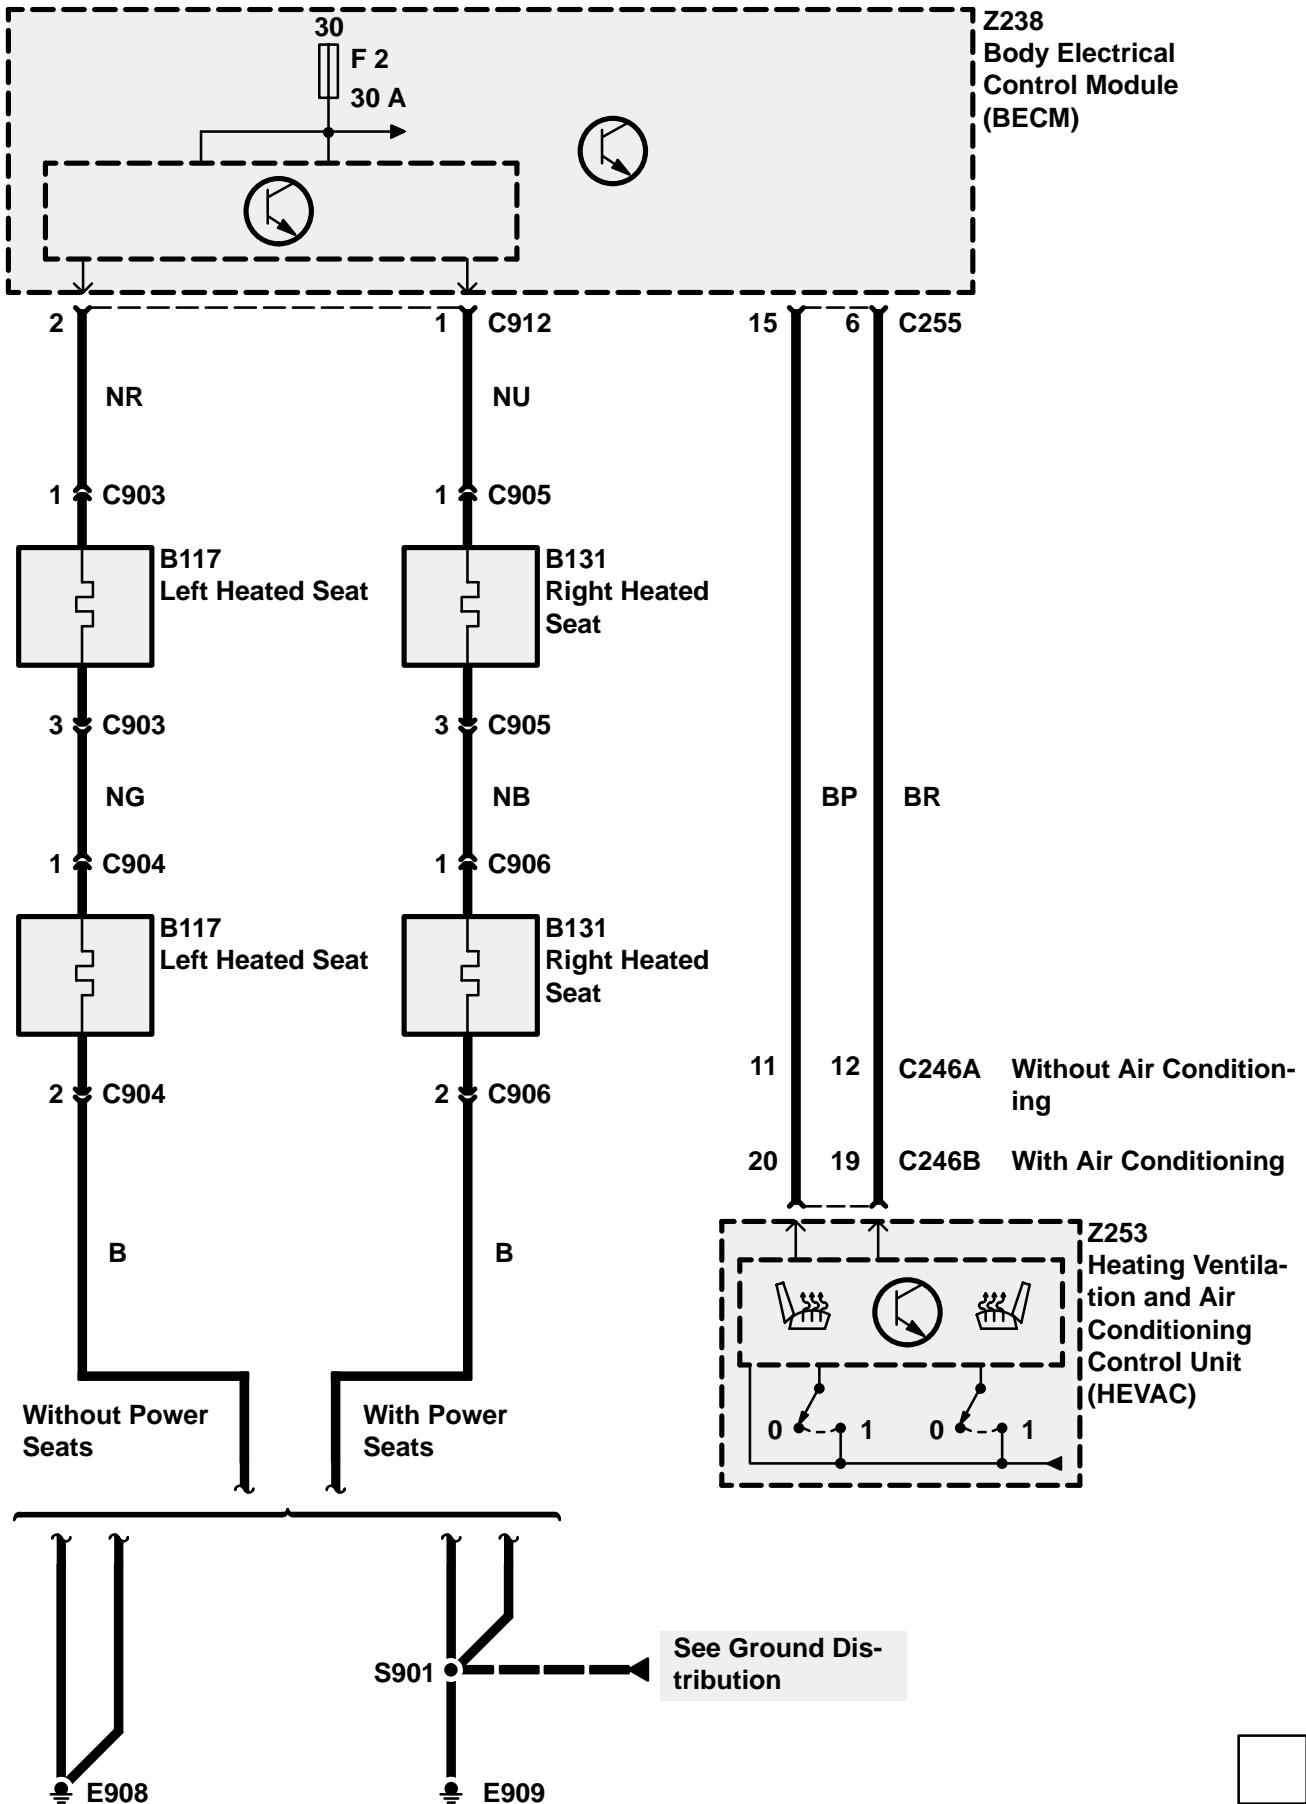 30
F 2
30 A
Z238
Body Electrical
Control Module
(BECM)
2
1
C912
15
6
C255
NR
NU
1
C903
1
C905
B117
Left Heated Seat
B131
Right Heated
Seat
3
C903
3
C905
NG
NB
BP
BR
1
C904
1
C906
B117
Left Heated Seat
B131
Right Heated
Seat
2
C904
2
C906
11
12
C246A
Without Air Condition-
ing
20
19
C246B
With Air Conditioning
B
B
Z253
Heating Ventila-
tion and Air
Conditioning
Control Unit
(HEVAC)
0
1
0
1
Without Power
Seats
With Power
Seats
S901
See Ground Dis-
tribution
E908
E909